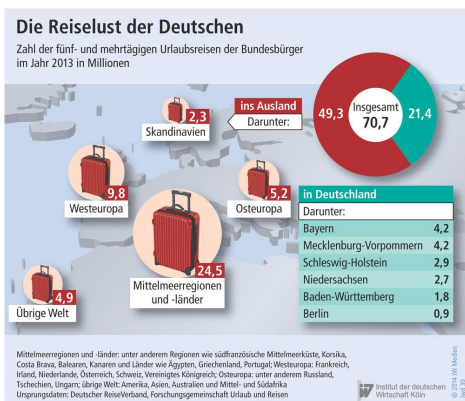 Die Reiselust der Deutschen
Zahl der fünf- und mehrtägigen Urlaubsreisen der Bundesbürger
im Jahr 2013 in Millionen
2,3
Skandinavien
ins Ausland
Darunter:
49,3
Insgesamt
70,7
21,4
9,8
Westeuropa
5,2
Osteuropa
24,5
Mittelmeerregionen
und -länder
4,9
Übrige Welt
in Deutschland
Darunter:
Bayern 4,2
Mecklenburg-Vorpommern 4,2
Schleswig-Holstein 2,9
Niedersachsen 2,7
Baden-Württemberg 1,8
Berlin 0,9
Mittelmeerregionen und -länder: unter anderem Regionen wie südfranzösische Mittelmeerküste, Korsika,
Costa Brava, Balearen, Kanaren und Länder wie Ägypten, Griechenland, Portugal; Westeuropa: Frankreich,
Irland, Niederlande, Österreich, Schweiz, Vereinigtes Königreich; Osteuropa: unter anderem Russland,
Tschechien, Ungarn; übrige Welt: Amerika, Asien, Australien und Mittel- und Südafrika
Ursprungsdaten: Deutscher ReiseVerband, Forschungsgemeinschaft Urlaub und Reisen
Institut der deutschen
Wirtschaft Köln
© 2014 IW Medien